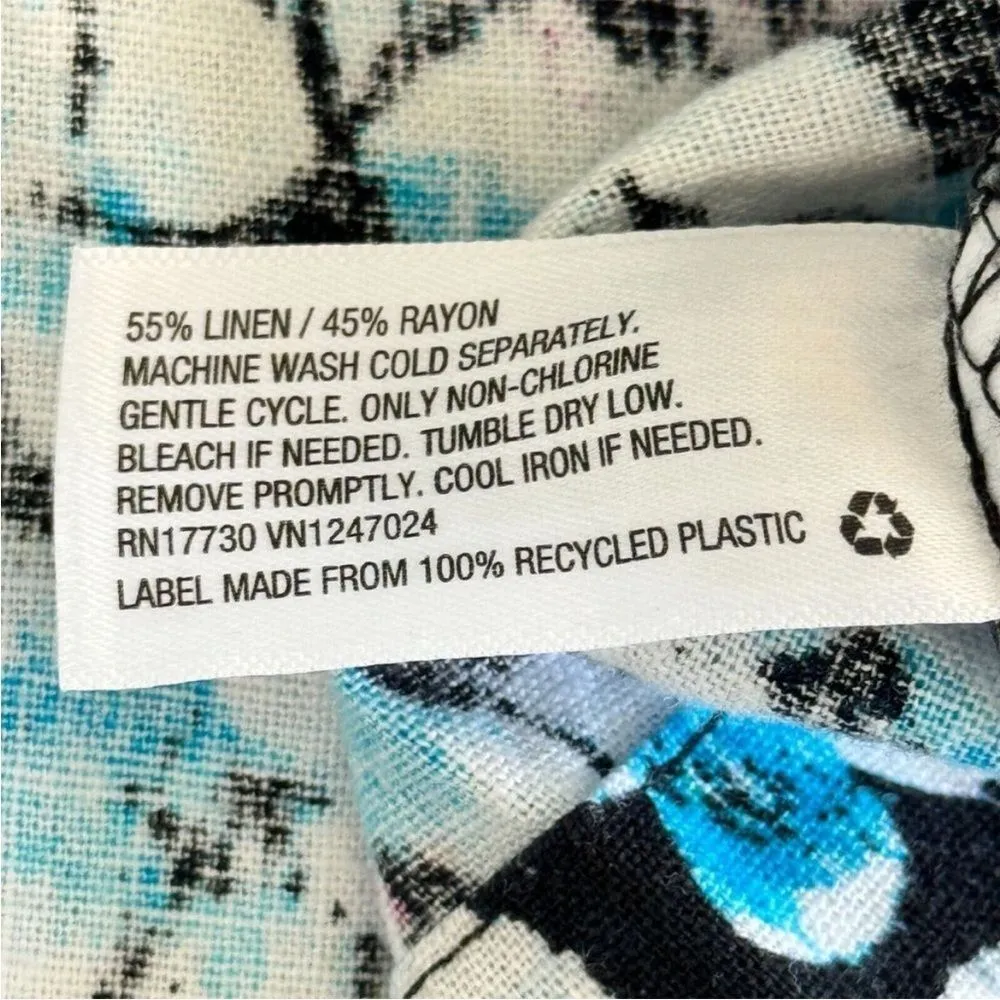 55% LINEN / 45% RAYON
MACHINE WASH COLD SEPARATELY.
GENTLE CYCLE. ONLY NON-CHLORINE
BLEACH IF NEEDED. TUMBLE DRY LOW.
REMOVE PROMPTLY. COOL IRON IF NEEDED.
RN17730 VN1247024
LABEL MADE FROM 100% RECYCLED PLASTIC